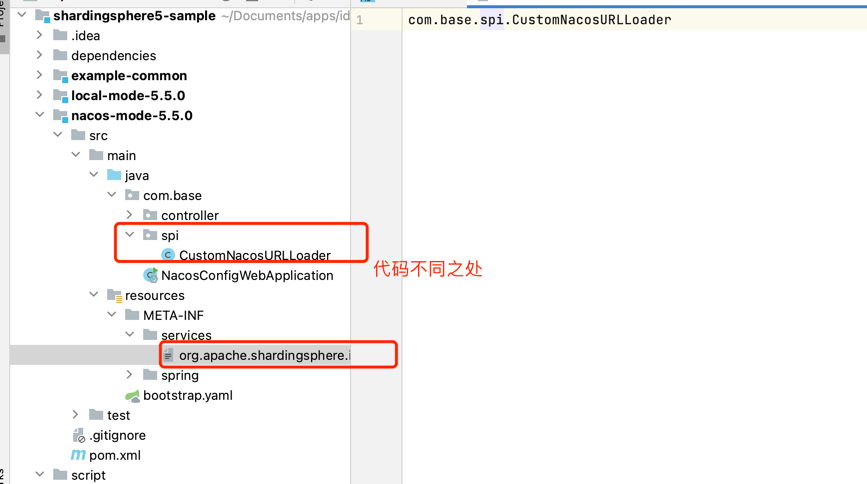 shardingsphere5-sample ~/Documents/apps/id
.idea
dependencies
example-common
local-mode-5.5.0
nacos-mode-5.5.0
src
main
java
com.base
controller
spi
CustomNacosURLLoader
NacosConfigWebApplication
resources
META-INF
services
org.apache.shardingsphere.i
spring
bootstrap.yaml
test
.gitignore
pom.xml
script
1 com.base.spi.CustomNacosURLLoader
代码不同之处